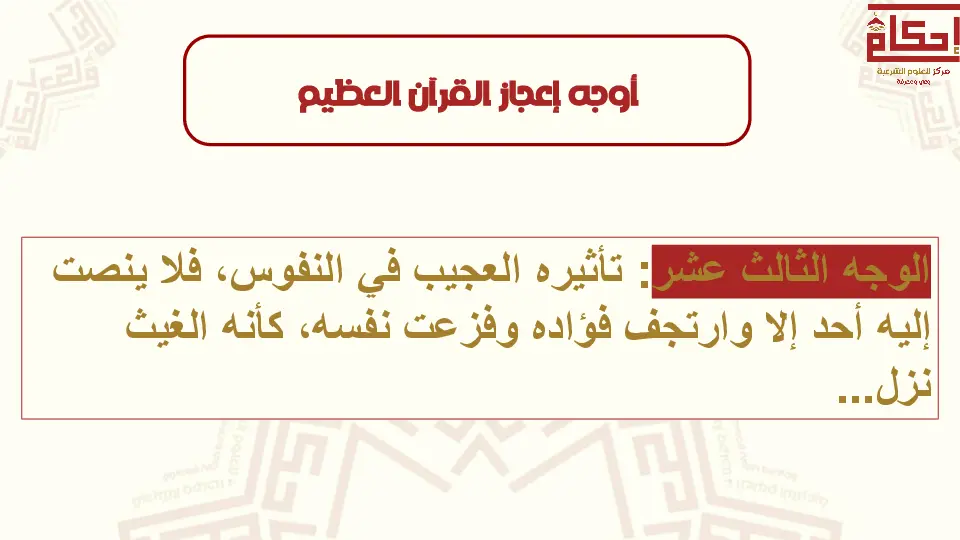 إحكام
مركز للعلوم الشرعية
وعي ومعرفة
أوجه إعجاز القرآن العظيم
الوجه الثالث عشر: تأثيره العجيب في النفوس، فلا ينصت
إليه أحد إلا وارتجف فؤاده وفزعت نفسه، كأنه الغيث
نزل...